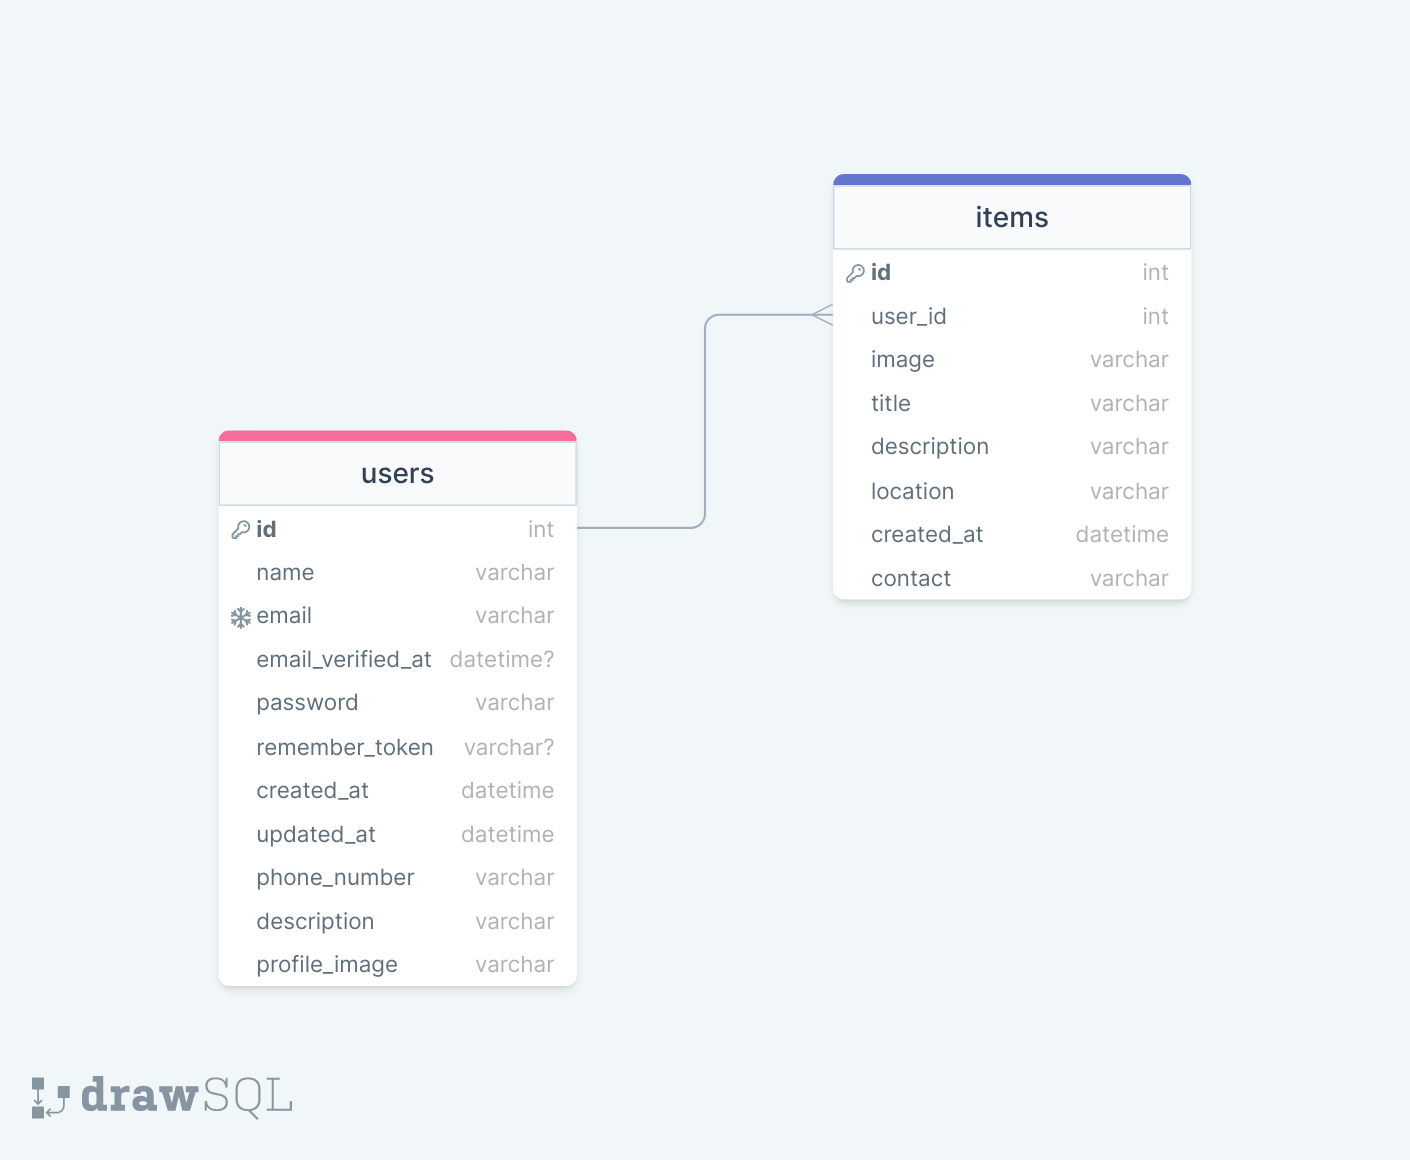 items
id int
user_id int
image varchar
title varchar
description varchar
location varchar
created_at datetime
contact varchar
users
id int
name varchar
email varchar
email_verified_at datetime?
password varchar
remember_token varchar?
created_at datetime
updated_at datetime
phone_number varchar
description varchar
profile_image varchar
drawSQL